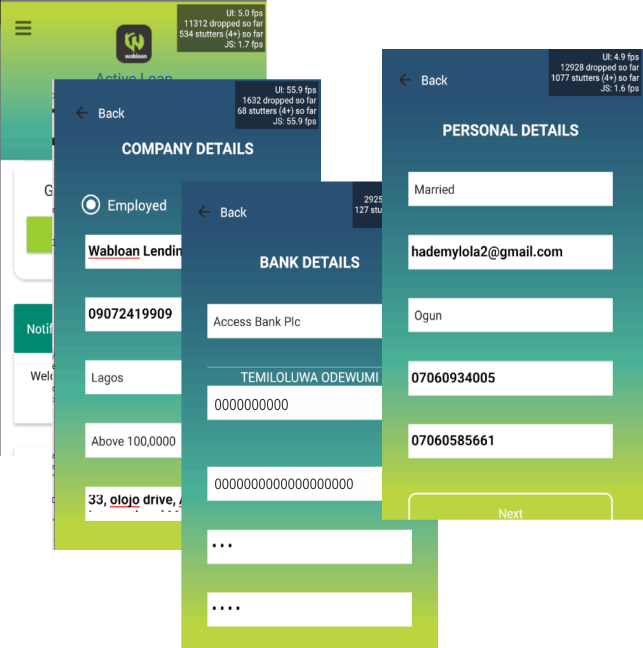 UI: 5.0 fps
11312 dropped so far
534 stutters (4+) so far
JS: 1.7 fps
wabloan
Active Loan
G
Notif
Welc
UI: 55.9 fps
1632 dropped so far
68 stutters (4+) so far
JS: 55.9 fps
Back
COMPANY DETAILS
Employed
Wabloan Lendin
09072419909
Lagos
Above 100,0000
33, olojo drive, A
2925
127 stu
Back
BANK DETAILS
Access Bank Plc
TEMILOLUWA ODEWUMI
0000000000
0000000000000000000
UI: 4.9 fps
12928 dropped so far
1077 stutters (4+) so far
JS: 1.6 fps
Back
PERSONAL DETAILS
Married
hademylola2@gmail.com
Ogun
07060934005
07060585661
Next